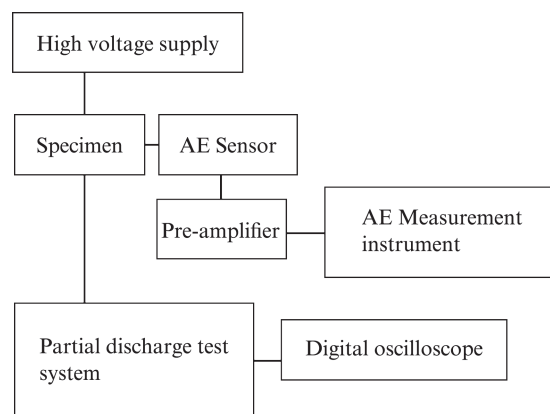 High voltage supply
Specimen
AE Sensor
Pre-amplifier
AE Measurement
instrument
Partial discharge test
system
Digital oscilloscope